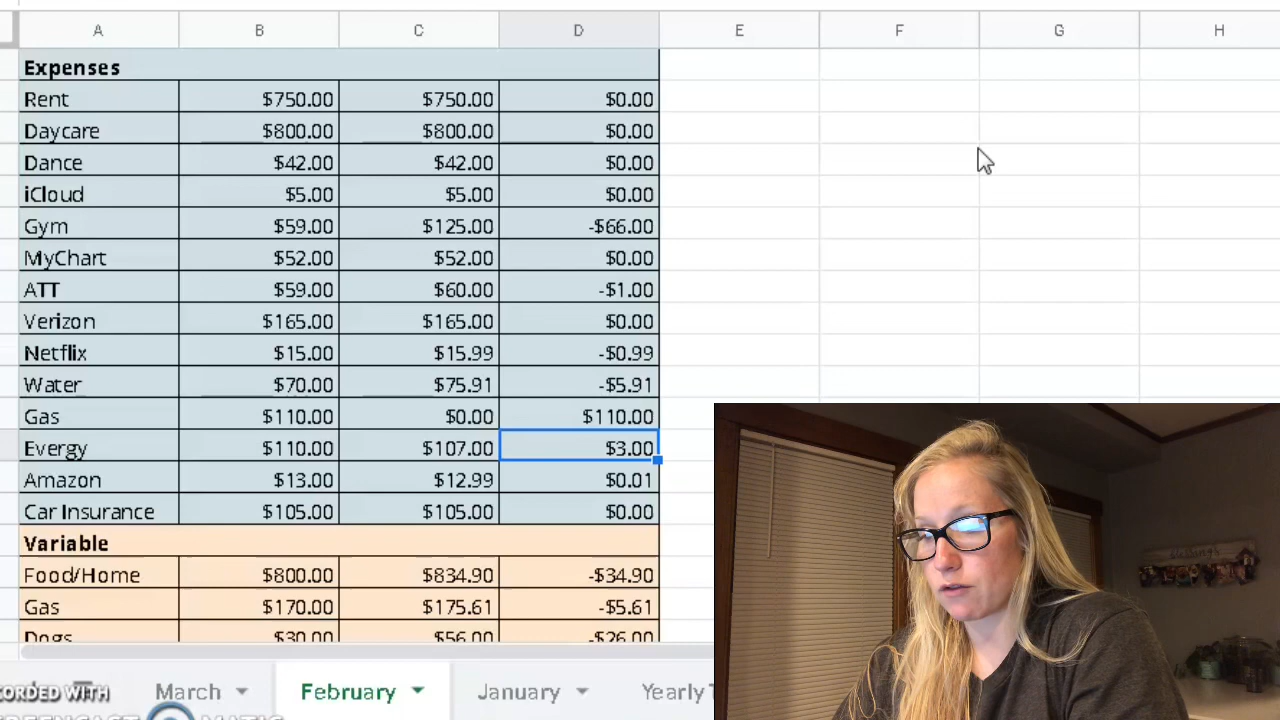 A B C D E F G H
Expenses
Rent $750.00 $750.00 $0.00
Daycare $800.00 $800.00 $0.00
Dance $42.00 $42.00 $0.00
iCloud $5.00 $5.00 $0.00
Gym $59.00 $125.00 -$66.00
MyChart $52.00 $52.00 $0.00
ATT $59.00 $60.00 -$1.00
Verizon $165.00 $165.00 $0.00
Netflix $15.00 $15.99 -$0.99
Water $70.00 $75.91 -$5.91
Gas $110.00 $0.00 $110.00
Evergy $110.00 $107.00 $3.00
Amazon $13.00 $12.99 $0.01
Car Insurance $105.00 $105.00 $0.00
Variable
Food/Home $800.00 $834.90 -$34.90
Gas $170.00 $175.61 -$5.61
Dogs $30.00 $56.00 -$26.00
March February January Yearly T
CORDED WITH